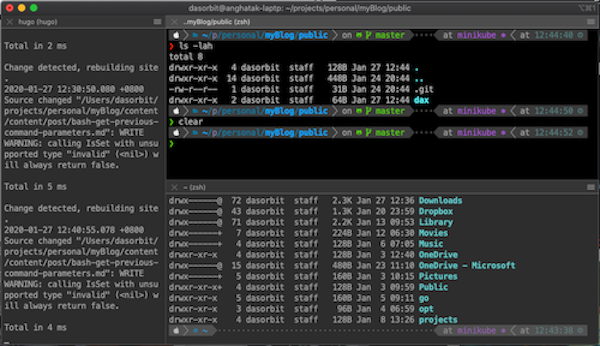 dasorbit@anghatak-laptp: ~/projects/personal/myBlog/public
⌥⌘1
hugo (hugo)
Total in 2 ms
Change detected, rebuilding site
.
2020-01-27 12:30:50.080 +0800
Source changed "/Users/dasorbit/
projects/personal/myBlog/content
/content/post/bash-get-previous-
command-parameters.md": WRITE
WARNING: calling IsSet with unsu
pported type "invalid" (<nil>) w
ill always return false.
Total in 5 ms
Change detected, rebuilding site
.
2020-01-27 12:40:55.078 +0800
Source changed "/Users/dasorbit/
projects/personal/myBlog/content
/content/post/bash-get-previous-
command-parameters.md": WRITE
WARNING: calling IsSet with unsu
pported type "invalid" (<nil>) w
ill always return false.
Total in 4 ms
..myBlog/public (zsh)
~/p/personal/myBlog/public on master at minikube 12:44:40
❯ ls -lah
total 8
drwxr-xr-x 4 dasorbit staff 128B Jan 27 12:44 .
drwxr-xr-x 14 dasorbit staff 448B Jan 24 20:44 ..
-rw-r--r-- 1 dasorbit staff 31B Jan 24 20:44 .git
drwxr-xr-x 2 dasorbit staff 64B Jan 27 12:44 dax
~/p/personal/myBlog/public on master at minikube 12:44:50
❯ clear
~/p/personal/myBlog/public on master at minikube 12:44:52
❯
~ (zsh)
drwx------@ 72 dasorbit staff 2.3K Jan 27 12:36 Downloads
drwx------@ 43 dasorbit staff 1.3K Jan 20 23:59 Dropbox
drwx------@ 71 dasorbit staff 2.2K Jan 13 09:53 Library
drwx------+ 7 dasorbit staff 224B Jan 12 06:30 Movies
drwx------+ 4 dasorbit staff 128B Jan 6 07:05 Music
drwxr-xr-x 4 dasorbit staff 128B Jan 3 12:40 OneDrive
drwx------@ 15 dasorbit staff 480B Jan 23 11:10 OneDrive - Microsoft
drwx------+ 5 dasorbit staff 160B Jan 3 10:15 Pictures
drwxr-xr-x+ 4 dasorbit staff 128B Jan 3 09:59 Public
drwxr-xr-x 5 dasorbit staff 160B Jan 5 09:11 go
drwxr-xr-x 3 dasorbit staff 96B Jan 4 06:59 opt
drwxr-xr-x 4 dasorbit staff 128B Jan 8 13:26 projects
~ at minikube 12:43:38